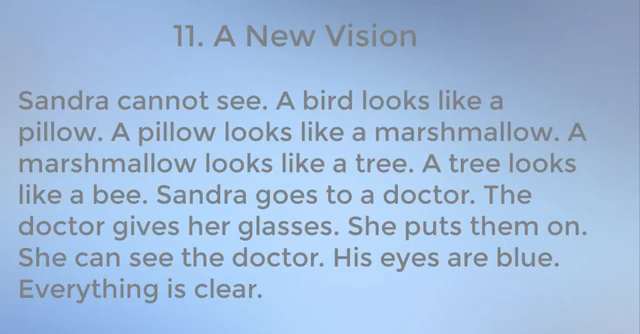 11. A New Vision
Sandra cannot see. A bird looks like a
pillow. A pillow looks like a marshmallow. A
marshmallow looks like a tree. A tree looks
like a bee. Sandra goes to a doctor. The
doctor gives her glasses. She puts them on.
She can see the doctor. His eyes are blue.
Everything is clear.